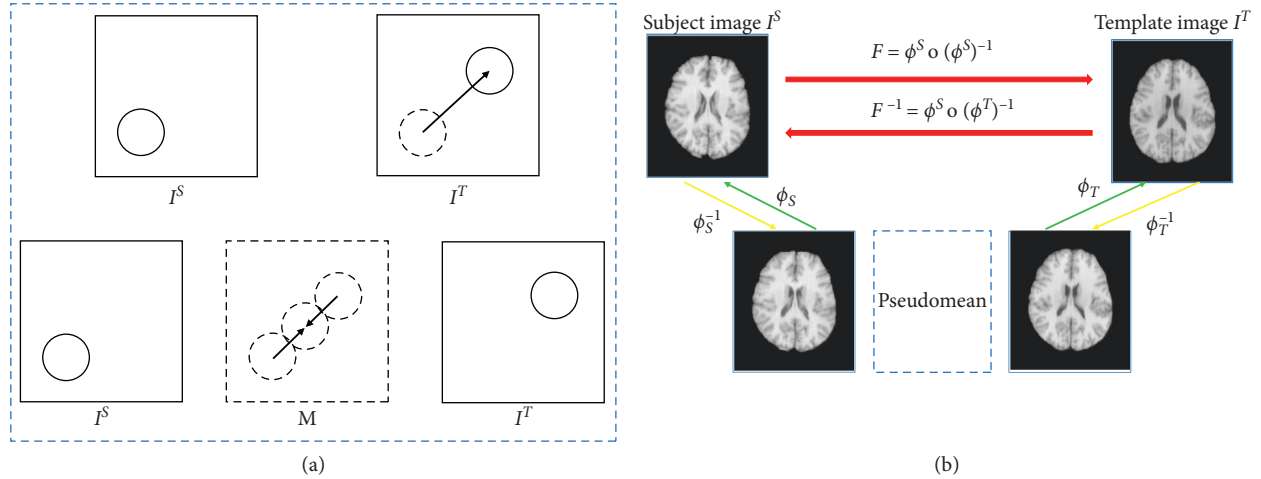 I^S
I^T
I^S
M
I^T
(a)
Subject image I^S
Template image I^T
F = ϕ^S o (ϕ^S)^−1
F^−1 = ϕ^S o (ϕ^T)^−1
ϕ_S
ϕ_S^−1
ϕ_T
ϕ_T^−1
Pseudomean
(b)